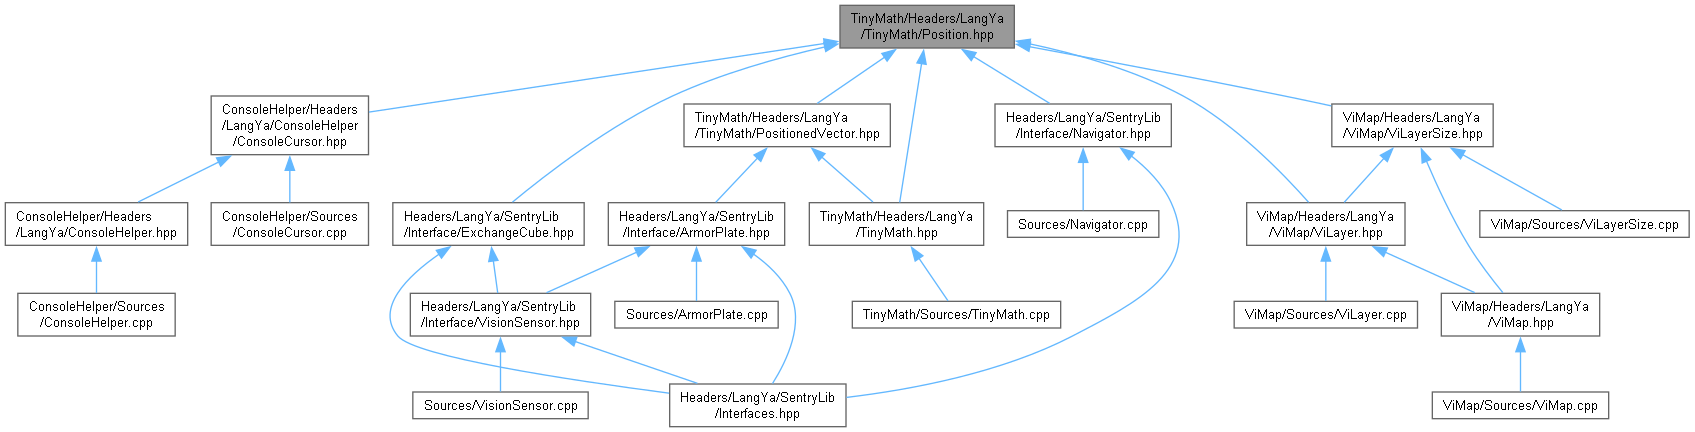 TinyMath/Headers/LangYa
/TinyMath/Position.hpp
ConsoleHelper/Headers
/LangYa/ConsoleHelper
/ConsoleCursor.hpp
TinyMath/Headers/LangYa
/TinyMath/PositionedVector.hpp
Headers/LangYa/SentryLib
/Interface/Navigator.hpp
ViMap/Headers/LangYa
/ViMap/ViLayerSize.hpp
ConsoleHelper/Headers
/LangYa/ConsoleHelper.hpp
ConsoleHelper/Sources
/ConsoleCursor.cpp
Headers/LangYa/SentryLib
/Interface/ExchangeCube.hpp
Headers/LangYa/SentryLib
/Interface/ArmorPlate.hpp
TinyMath/Headers/LangYa
/TinyMath.hpp
Sources/Navigator.cpp
ViMap/Headers/LangYa
/ViMap/ViLayer.hpp
ViMap/Sources/ViLayerSize.cpp
ConsoleHelper/Sources
/ConsoleHelper.cpp
Headers/LangYa/SentryLib
/Interface/VisionSensor.hpp
Sources/ArmorPlate.cpp
TinyMath/Sources/TinyMath.cpp
ViMap/Sources/ViLayer.cpp
ViMap/Headers/LangYa
/ViMap.hpp
Sources/VisionSensor.cpp
Headers/LangYa/SentryLib
/Interfaces.hpp
ViMap/Sources/ViMap.cpp